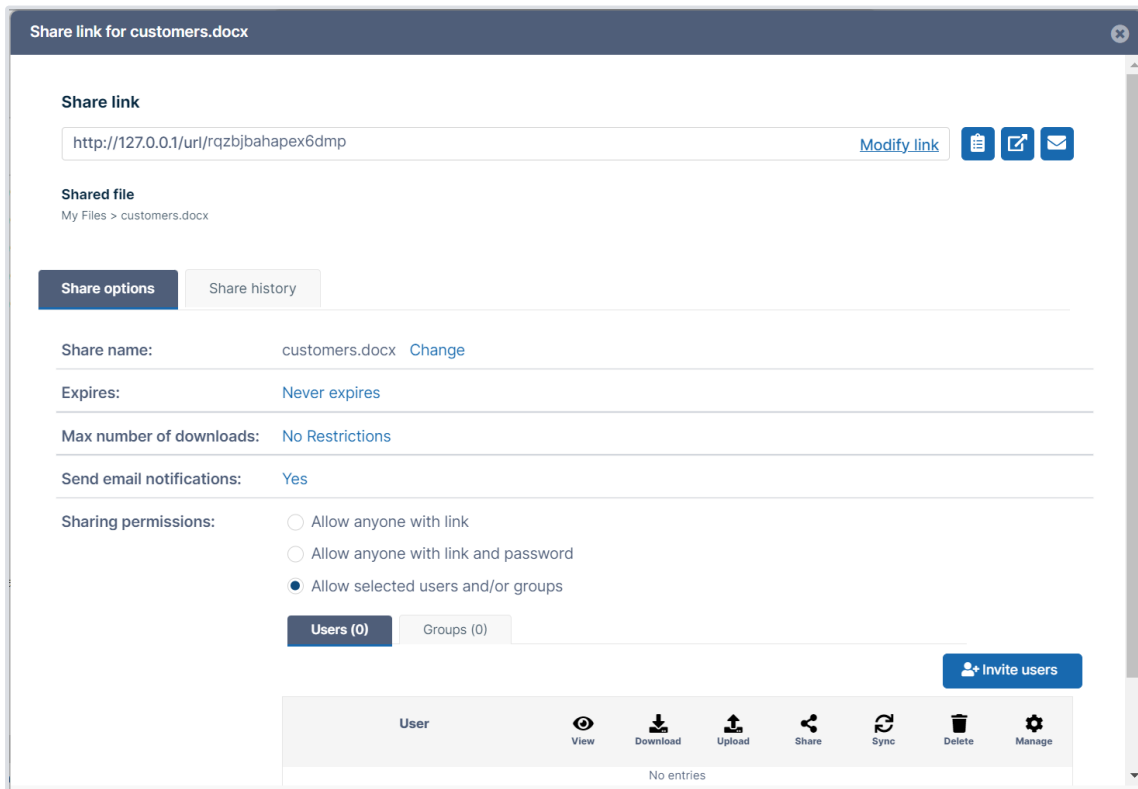 Share link for customers.docx
Share link
http://127.0.0.1/url/rqzbjbahapex6dmp Modify link
Shared file
My Files > customers.docx
Share options Share history
Share name: customers.docx Change
Expires: Never expires
Max number of downloads: No Restrictions
Send email notifications: Yes
Sharing permissions: Allow anyone with link
Allow anyone with link and password
Allow selected users and/or groups
Users (0) Groups (0)
Invite users
User View Download Upload Share Sync Delete Manage
No entries